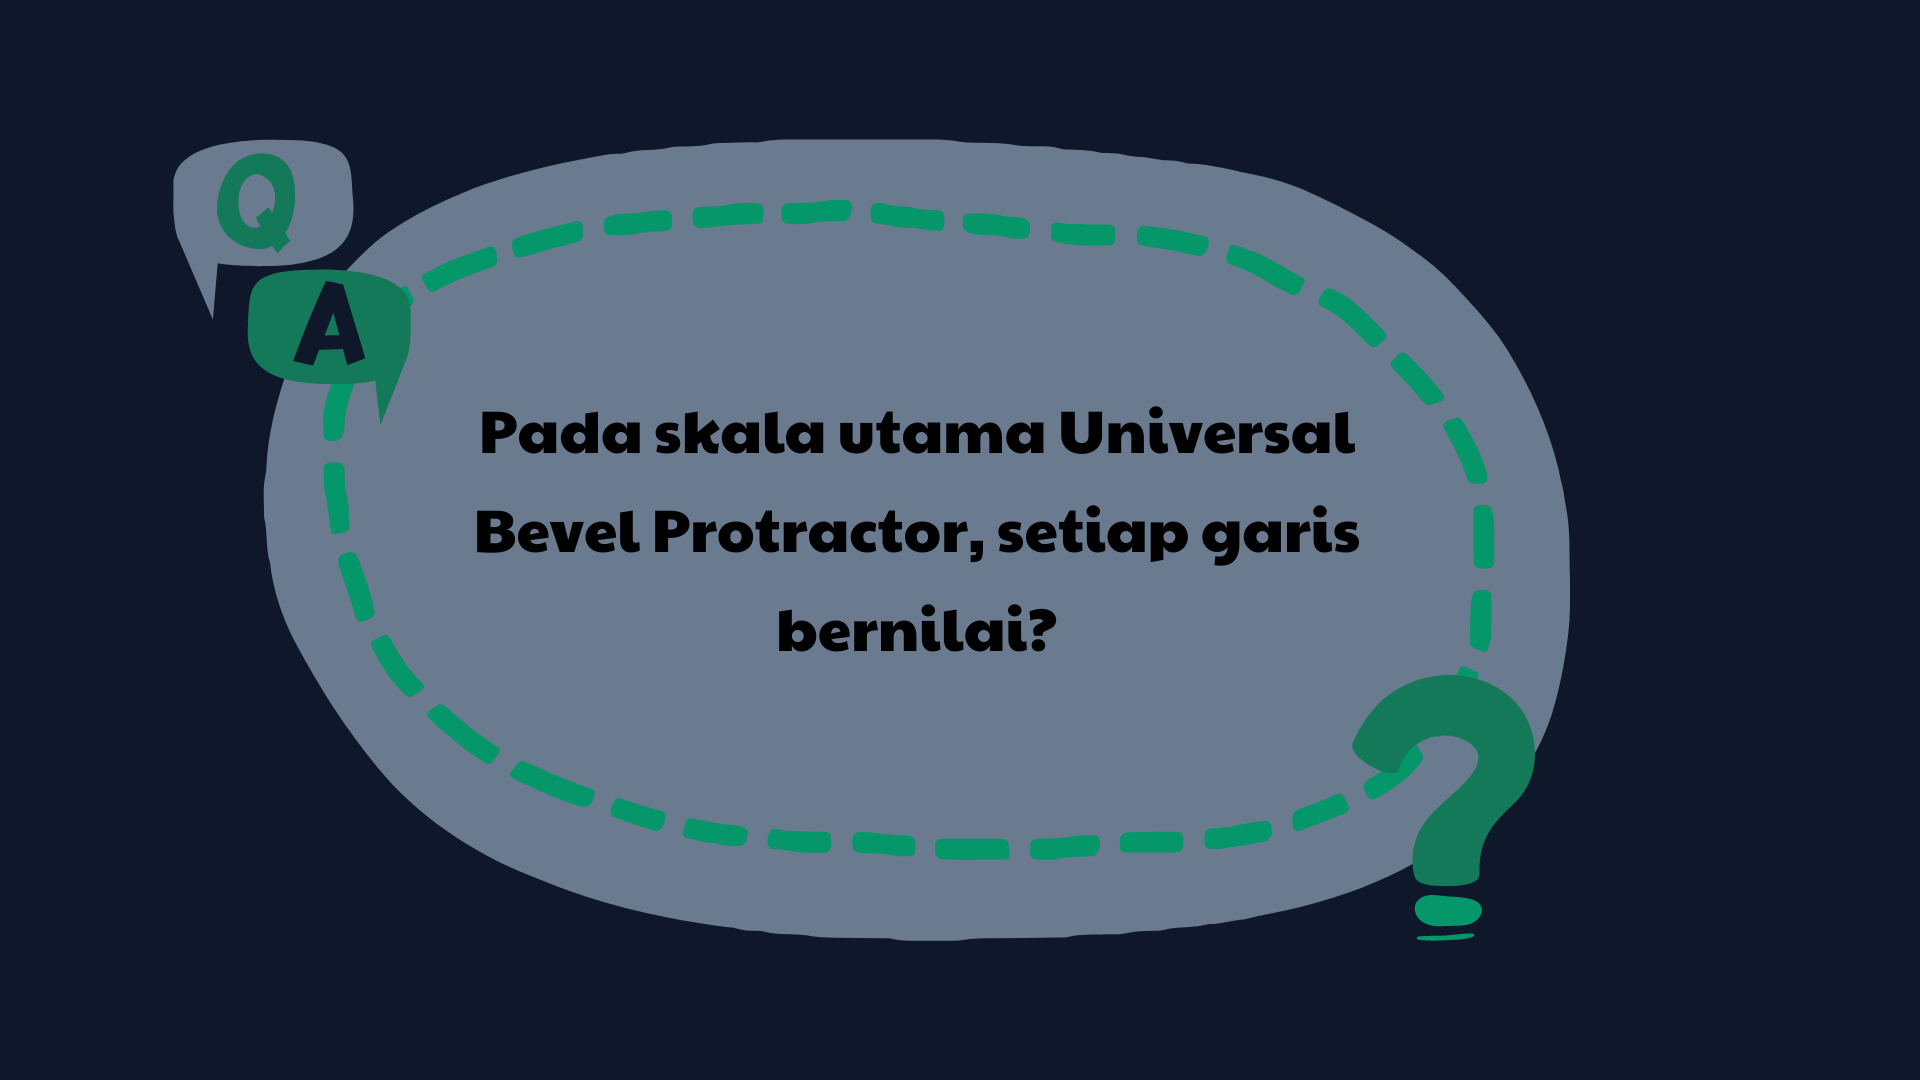 Q
A
Pada skala utama Universal
Bevel Protractor, setiap garis
bernilai?
?